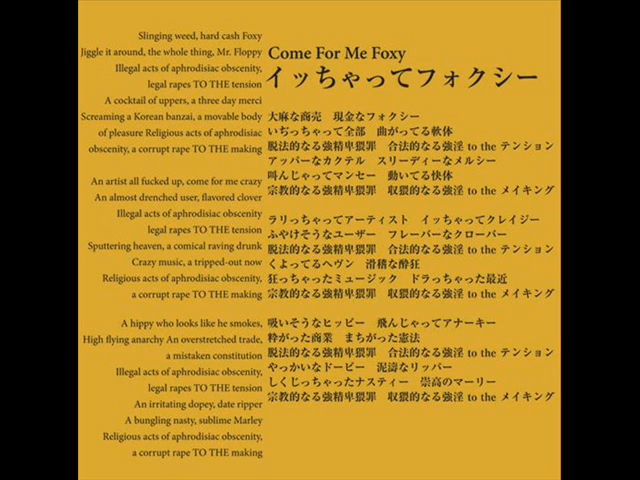 Slinging weed, hard cash Foxy
Jiggle it around, the whole thing, Mr. Floppy
Illegal acts of aphrodisiac obscenity,
legal rapes TO THE tension
A cocktail of uppers, a three day merci
Screaming a Korean banzai, a movable body
of pleasure Religious acts of aphrodisiac
obscenity, a corrupt rape TO THE making
An artist all fucked up, come for me crazy
An almost drenched user, flavored clover
Illegal acts of aphrodisiac obscenity
legal rapes TO THE tension
Sputtering heaven, a comical raving drunk
Crazy music, a tripped-out now
Religious acts of aphrodisiac obscenity,
a corrupt rape TO THE making
A hippy who looks like he smokes,
High flying anarchy An overstretched trade,
a mistaken constitution
Illegal acts of aphrodisiac obscenity,
legal rapes TO THE tension
An irritating dopey, date ripper
A bungling nasty, sublime Marley
Religious acts of aphrodisiac obscenity,
a corrupt rape TO THE making
Come For Me Foxy
イッちゃってフォクシー
大麻な商売 現金なフォクシー
いぢっちゃって全部 曲がってる軟体
脱法的なる強精卑猥罪 合法的なる強淫 to the テンション
アッパーなカクテル スリーディーなメルシー
叫んじゃってマンセー 動いてる快体
宗教的なる強精卑猥罪 収猥的なる強淫 to the メイキング
ラリっちゃってアーティスト イッちゃってクレイジー
ふやけそうなユーザー フレーバーなクローバー
脱法的なる強精卑猥罪 合法的なる強淫 to the テンション
くよってるヘヴン 滑稽な酔狂
狂っちゃったミュージック ドラっちゃった最近
宗教的なる強精卑猥罪 収猥的なる強淫 to the メイキング
吸いそうなヒッピー 飛んじゃってアナーキー
粋がった商業 まちがった憲法
脱法的なる強精卑猥罪 合法的なる強淫 to the テンション
やっかいなドーピー 泥濤なリッパー
しくじっちゃったナスティー 崇高のマーリー
宗教的なる強精卑猥罪 収猥的なる強淫 to the メイキング